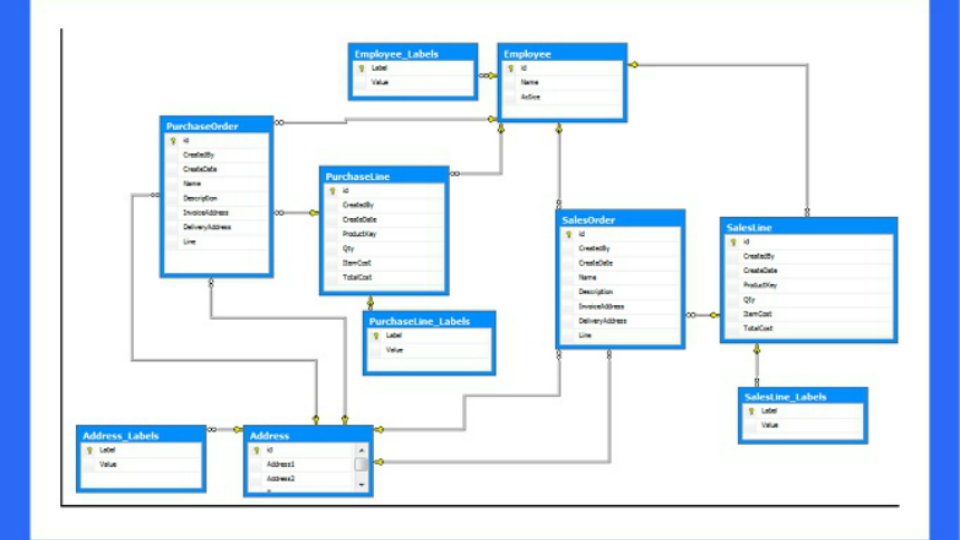 Employee_Labels
Label
Value
Employee
id
Name
Active
PurchaseOrder
id
CreatedBy
CreateDate
Name
Description
InvoiceAddress
DeliveryAddress
Line
PurchaseLine
id
CreatedBy
CreateDate
ProductKey
Qty
ItemCost
TotalCost
SalesOrder
id
CreatedBy
CreateDate
Name
Description
InvoiceAddress
DeliveryAddress
Line
SalesLine
id
CreatedBy
CreateDate
ProductKey
Qty
ItemCost
TotalCost
PurchaseLine_Labels
Label
Value
SalesLine_Labels
Label
Value
Address_Labels
Label
Value
Address
id
Address1
Address2